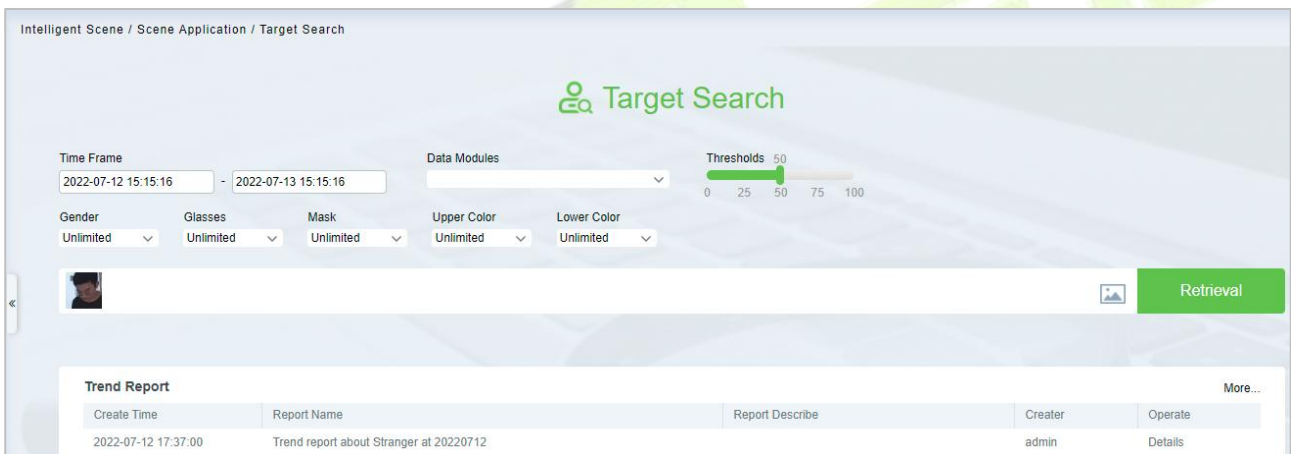 Intelligent Scene / Scene Application / Target Search
Target Search
Time Frame
Data Modules
Thresholds 50
2022-07-12 15:15:16 - 2022-07-13 15:15:16
0 25 50 75 100
Gender Glasses Mask Upper Color Lower Color
Unlimited Unlimited Unlimited Unlimited Unlimited
«
Retrieval
Trend Report
More...
Create Time Report Name Report Describe Creater Operate
2022-07-12 17:37:00 Trend report about Stranger at 20220712 admin Details